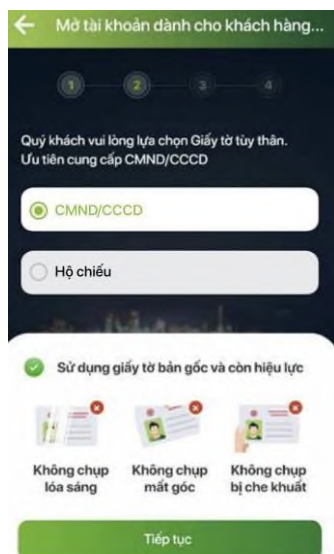 Mở tài khoản dành cho khách hàng...
1 2 3 4
Quý khách vui lòng lựa chọn Giấy tờ tùy thân.
Ưu tiên cung cấp CMND/CCCD
CMND/CCCD
Hộ chiếu
Sử dụng giấy tờ bản gốc và còn hiệu lực
Không chụp Không chụp Không chụp
lóa sáng mất góc bị che khuất
Tiếp tục